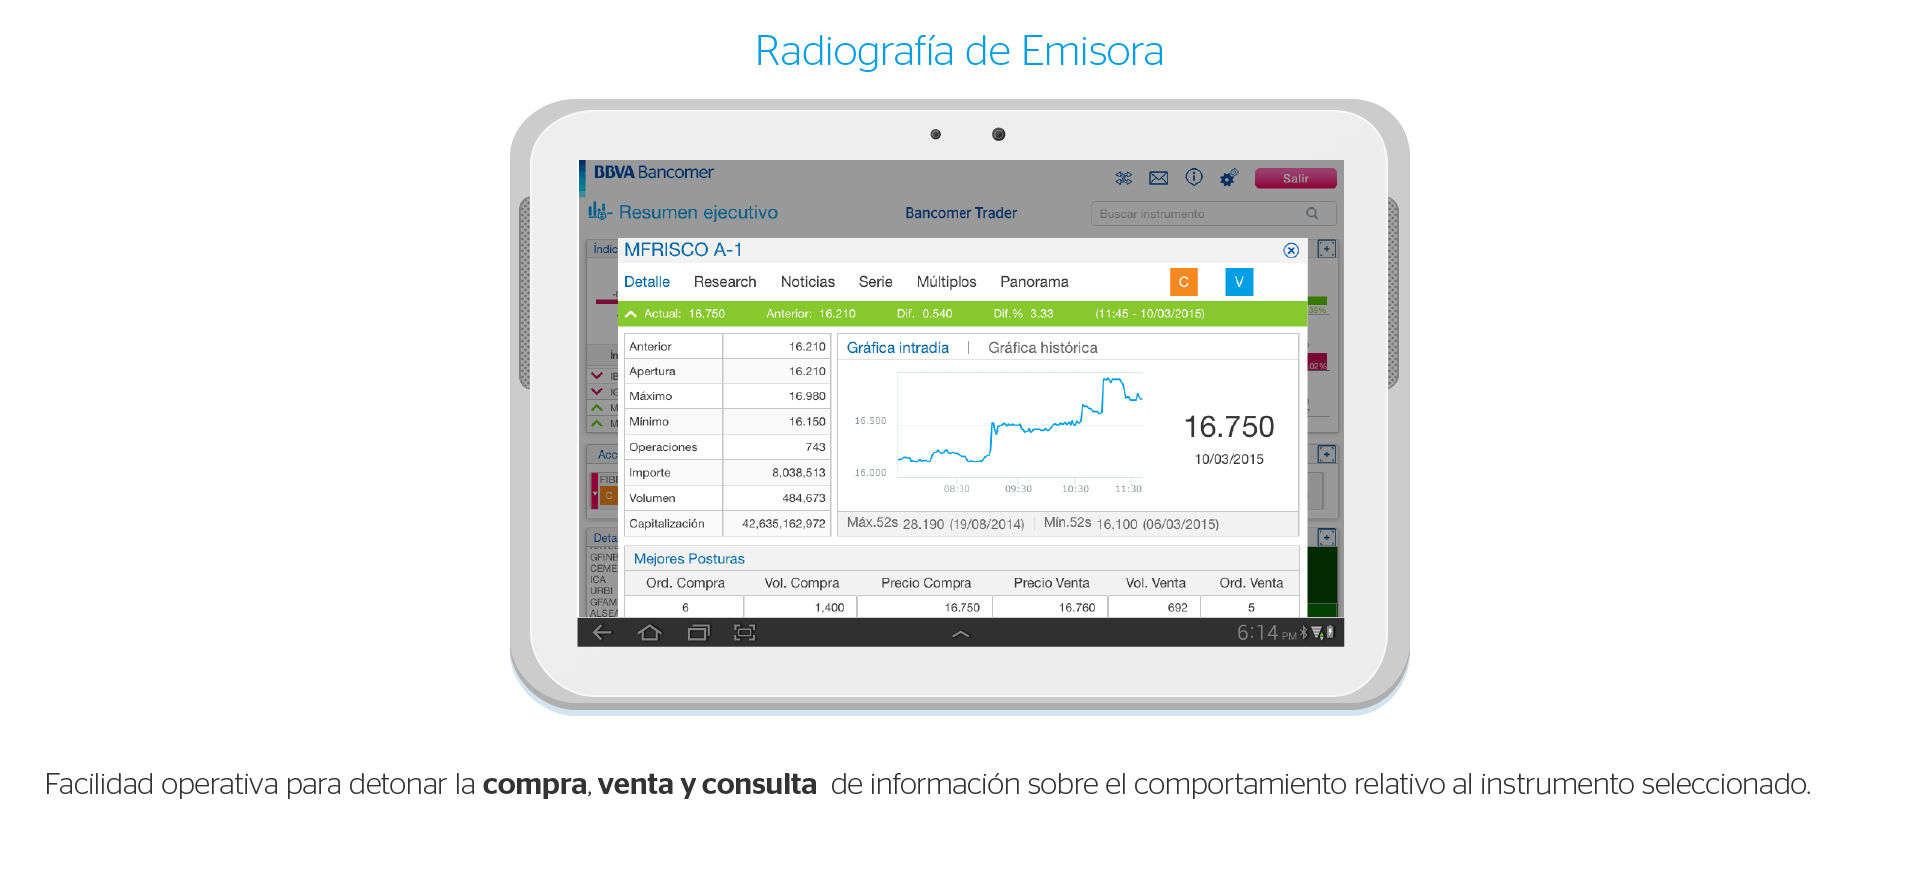 Radiografía de Emisora
BBVA Bancomer
Salir
Resumen ejecutivo
Bancomer Trader
Buscar instrumento
MFRISCO A-1
Detalle Research Noticias Serie Múltiplos Panorama C V
Actual: 16.750 Anterior: 16.210 Dif. 0.540 Dif.% 3.33 (11:45 - 10/03/2015)
Anterior 16.210
Apertura 16.210
Máximo 16.980
Mínimo 16.150
Operaciones 743
Importe 8,038,513
Volumen 484,673
Capitalización 42,635,162,972
Gráfica intradía | Gráfica histórica
16.500
16.000
08:30 09:30 10:30 11:30
16.750
10/03/2015
Máx.52s 28.190 (19/08/2014) Mín.52s 16.100 (06/03/2015)
Mejores Posturas
Ord. Compra Vol. Compra Precio Compra Precio Venta Vol. Venta Ord. Venta
6 1,400 16.750 16.760 692 5
C
ICA
URBI
6:14 PM
Facilidad operativa para detonar la compra, venta y consulta de información sobre el comportamiento relativo al instrumento seleccionado.